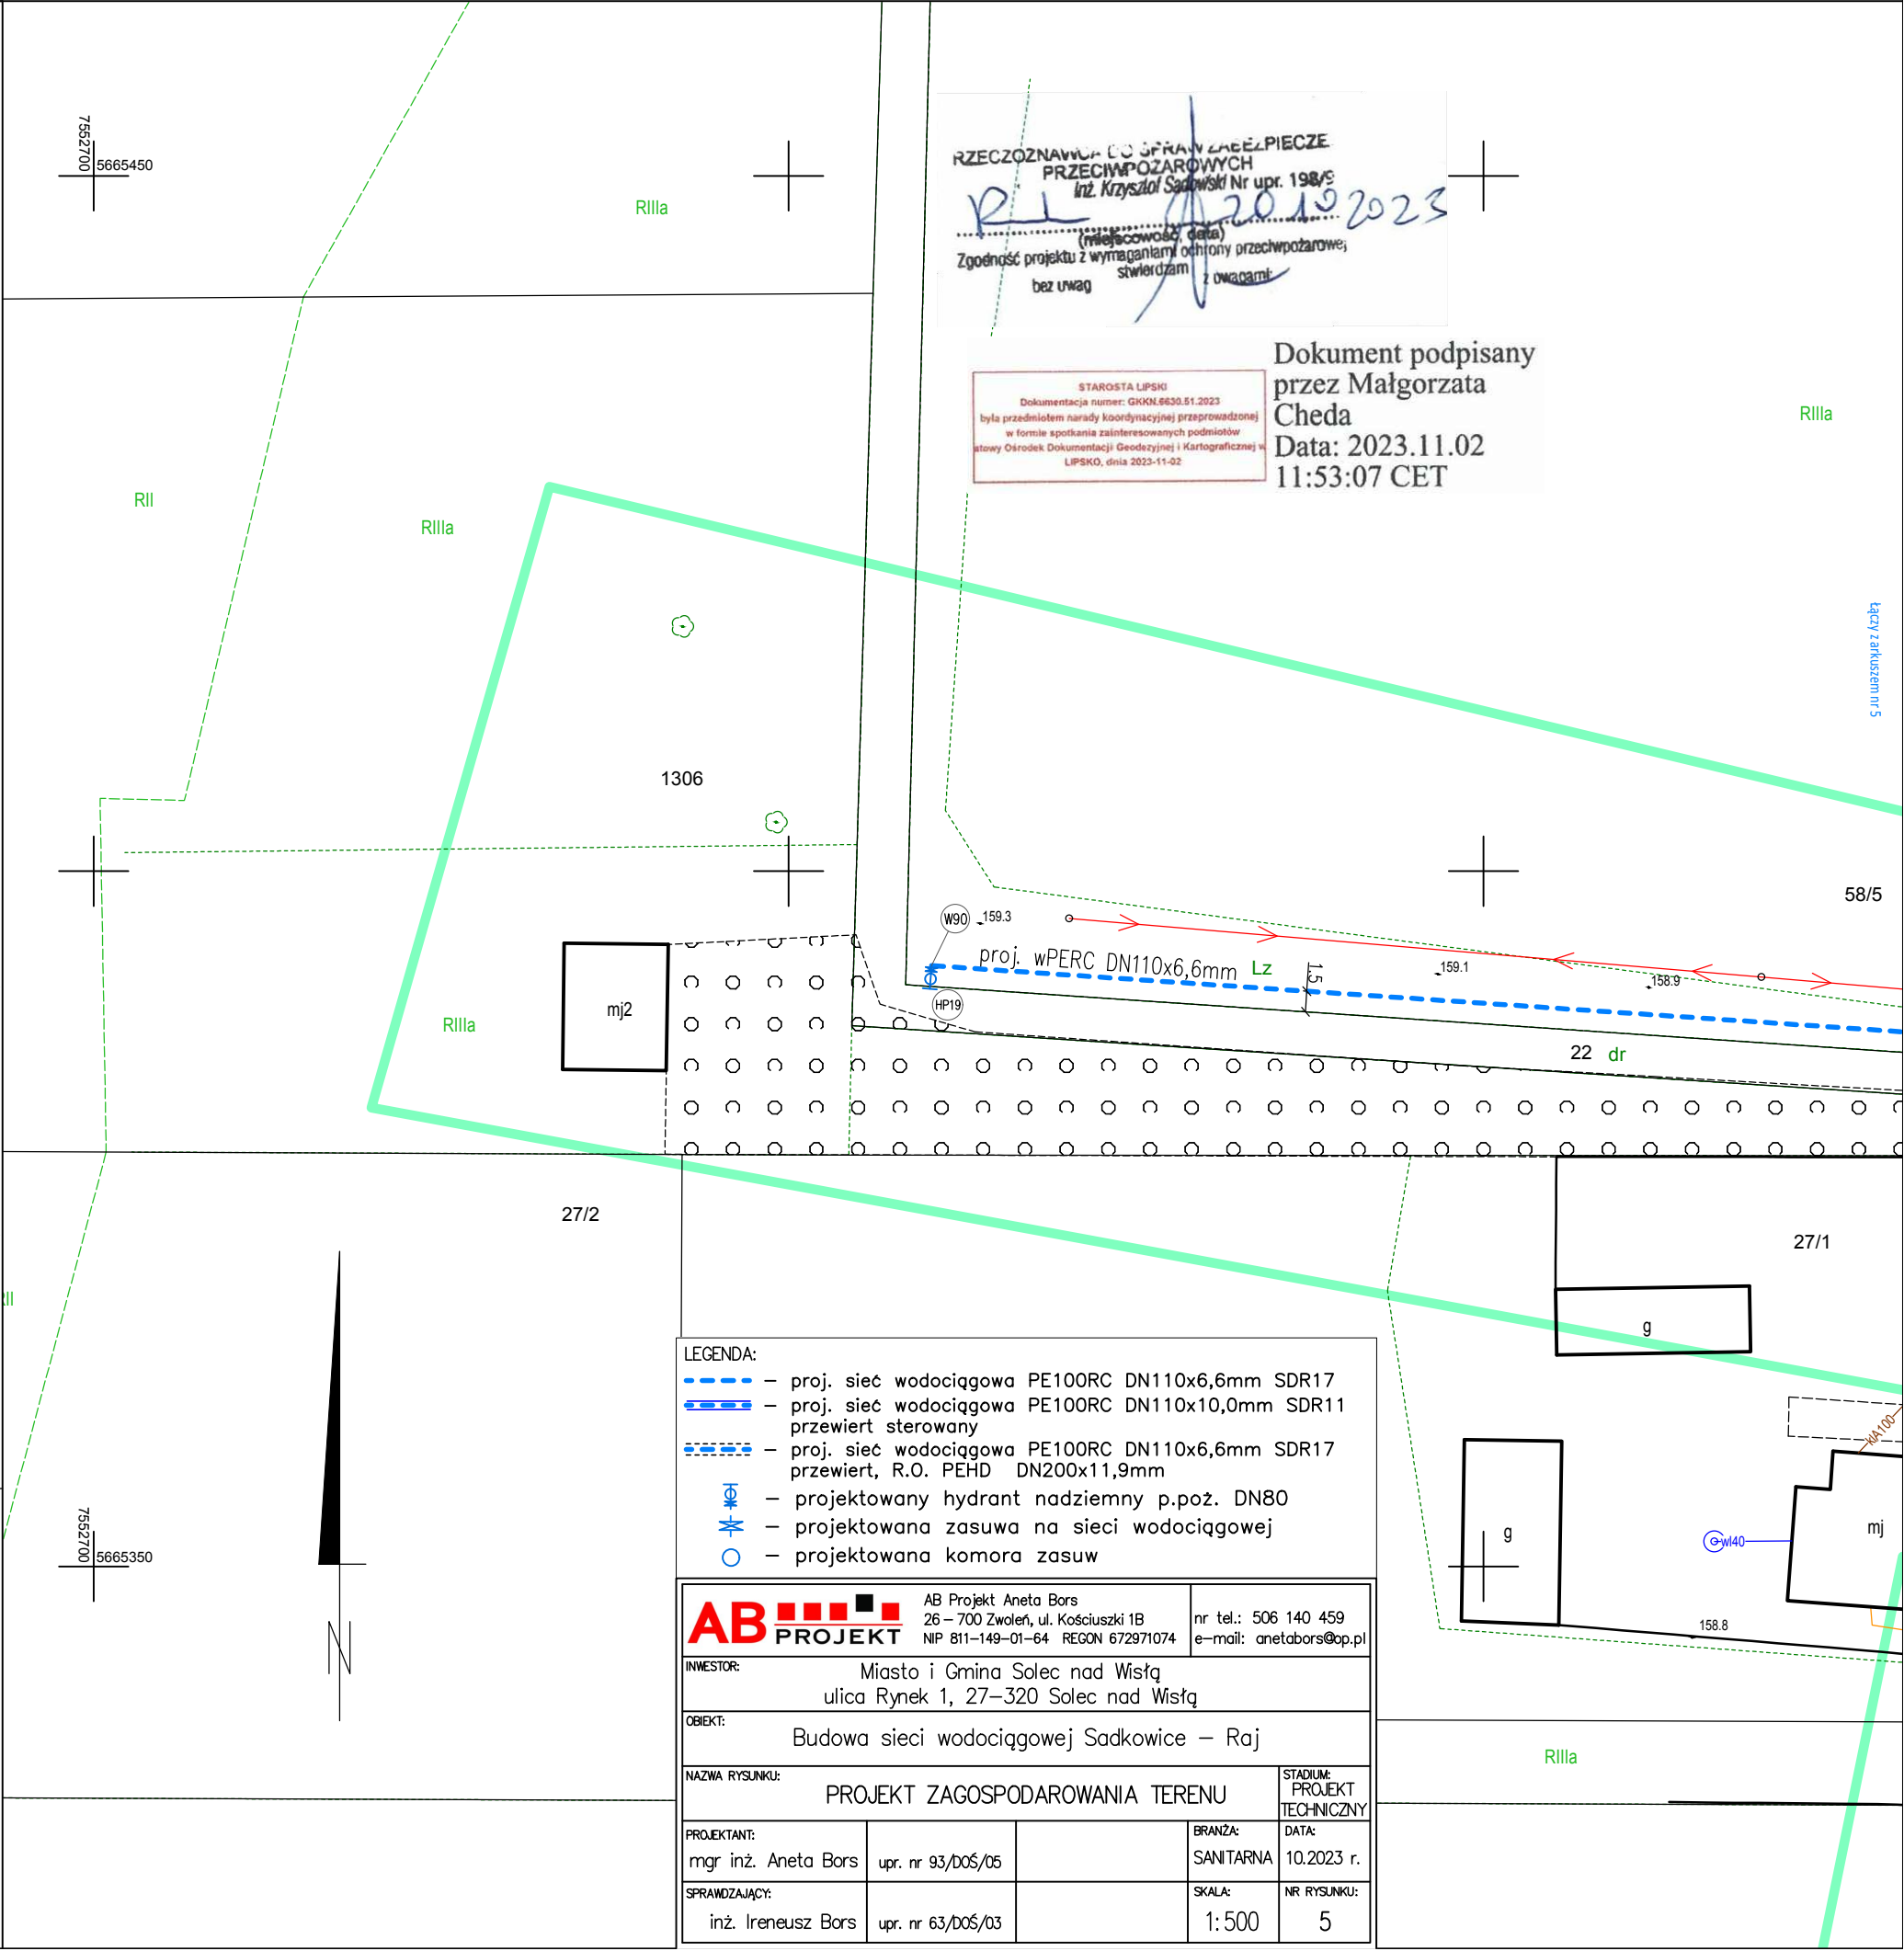 7552700
5665450
RIIIa
RZECZOZNAWCA DO SPRAW ZABEZPIECZE
PRZECIWPOŻAROWYCH
inż. Krzysztof Sadowski Nr upr. 198/9
20 10 2023
(miejscowość, data)
Zgodność projektu z wymaganiami ochrony przeciwpożarowej
stwierdzam
bez uwag
z uwagami:
STAROSTA LIPSKI
Dokumentacja numer: GKKN.6630.51.2023
była przedmiotem narady koordynacyjnej przeprowadzonej
w formie spotkania zainteresowanych podmiotów
atowy Ośrodek Dokumentacji Geodezyjnej i Kartograficznej w
LIPSKO, dnia 2023-11-02
Dokument podpisany
przez Małgorzata
Cheda
Data: 2023.11.02
11:53:07 CET
RIIIa
RII
RIIIa
Łączy z arkuszem nr 5
1306
58/5
W90
159.3
proj. wPERC DN110x6,6mm
Lz
1.5
159.1
158.9
HP19
mj2
RIIIa
22 dr
27/2
27/1
g
LEGENDA:
– proj. sieć wodociągowa PE100RC DN110x6,6mm SDR17
– proj. sieć wodociągowa PE100RC DN110x10,0mm SDR11
przewiert sterowany
– proj. sieć wodociągowa PE100RC DN110x6,6mm SDR17
przewiert, R.O. PEHD DN200x11,9mm
– projektowany hydrant nadziemny p.poż. DN80
– projektowana zasuwa na sieci wodociągowej
– projektowana komora zasuw
kA100
g
wl40
mj
158.8
7552700
5665350
N
AB PROJEKT
AB Projekt Aneta Bors
26 – 700 Zwoleń, ul. Kościuszki 1B
NIP 811–149–01–64 REGON 672971074
nr tel.: 506 140 459
e–mail: anetabors@op.pl
INWESTOR:
Miasto i Gmina Solec nad Wisłą
ulica Rynek 1, 27–320 Solec nad Wisłą
OBIEKT:
Budowa sieci wodociągowej Sadkowice – Raj
NAZWA RYSUNKU:
PROJEKT ZAGOSPODAROWANIA TERENU
STADIUM:
PROJEKT
TECHNICZNY
PROJEKTANT:
mgr inż. Aneta Bors
upr. nr 93/DOŚ/05
BRANŻA:
SANITARNA
DATA:
10.2023 r.
SPRAWDZAJĄCY:
inż. Ireneusz Bors
upr. nr 63/DOŚ/03
SKALA:
1:500
NR RYSUNKU:
5
RIIIa